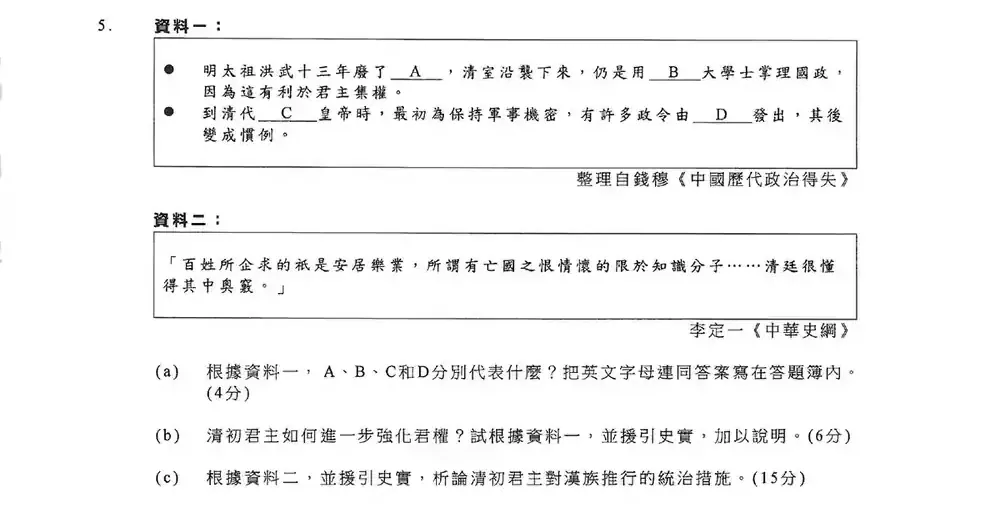 5. 資料一：
● 明太祖洪武十三年廢了 A ，清室沿襲下來，仍是用 B 大學士掌理國政，
因為這有利於君主集權。
● 到清代 C 皇帝時，最初為保持軍事機密，有許多政令由 D 發出，其後
變成慣例。
整理自錢穆《中國歷代政治得失》
資料二：
「百姓所企求的祇是安居樂業，所謂有亡國之恨情懷的限於知識分子……清廷很懂
得其中奧竅。」
李定一《中華史綱》
(a) 根據資料一， A、B、C和D分別代表什麼？把英文字母連同答案寫在答題簿內。
(4分)
(b) 清初君主如何進一步強化君權？試根據資料一，並援引史實，加以說明。(6分)
(c) 根據資料二，並援引史實，析論清初君主對漢族推行的統治措施。(15分)